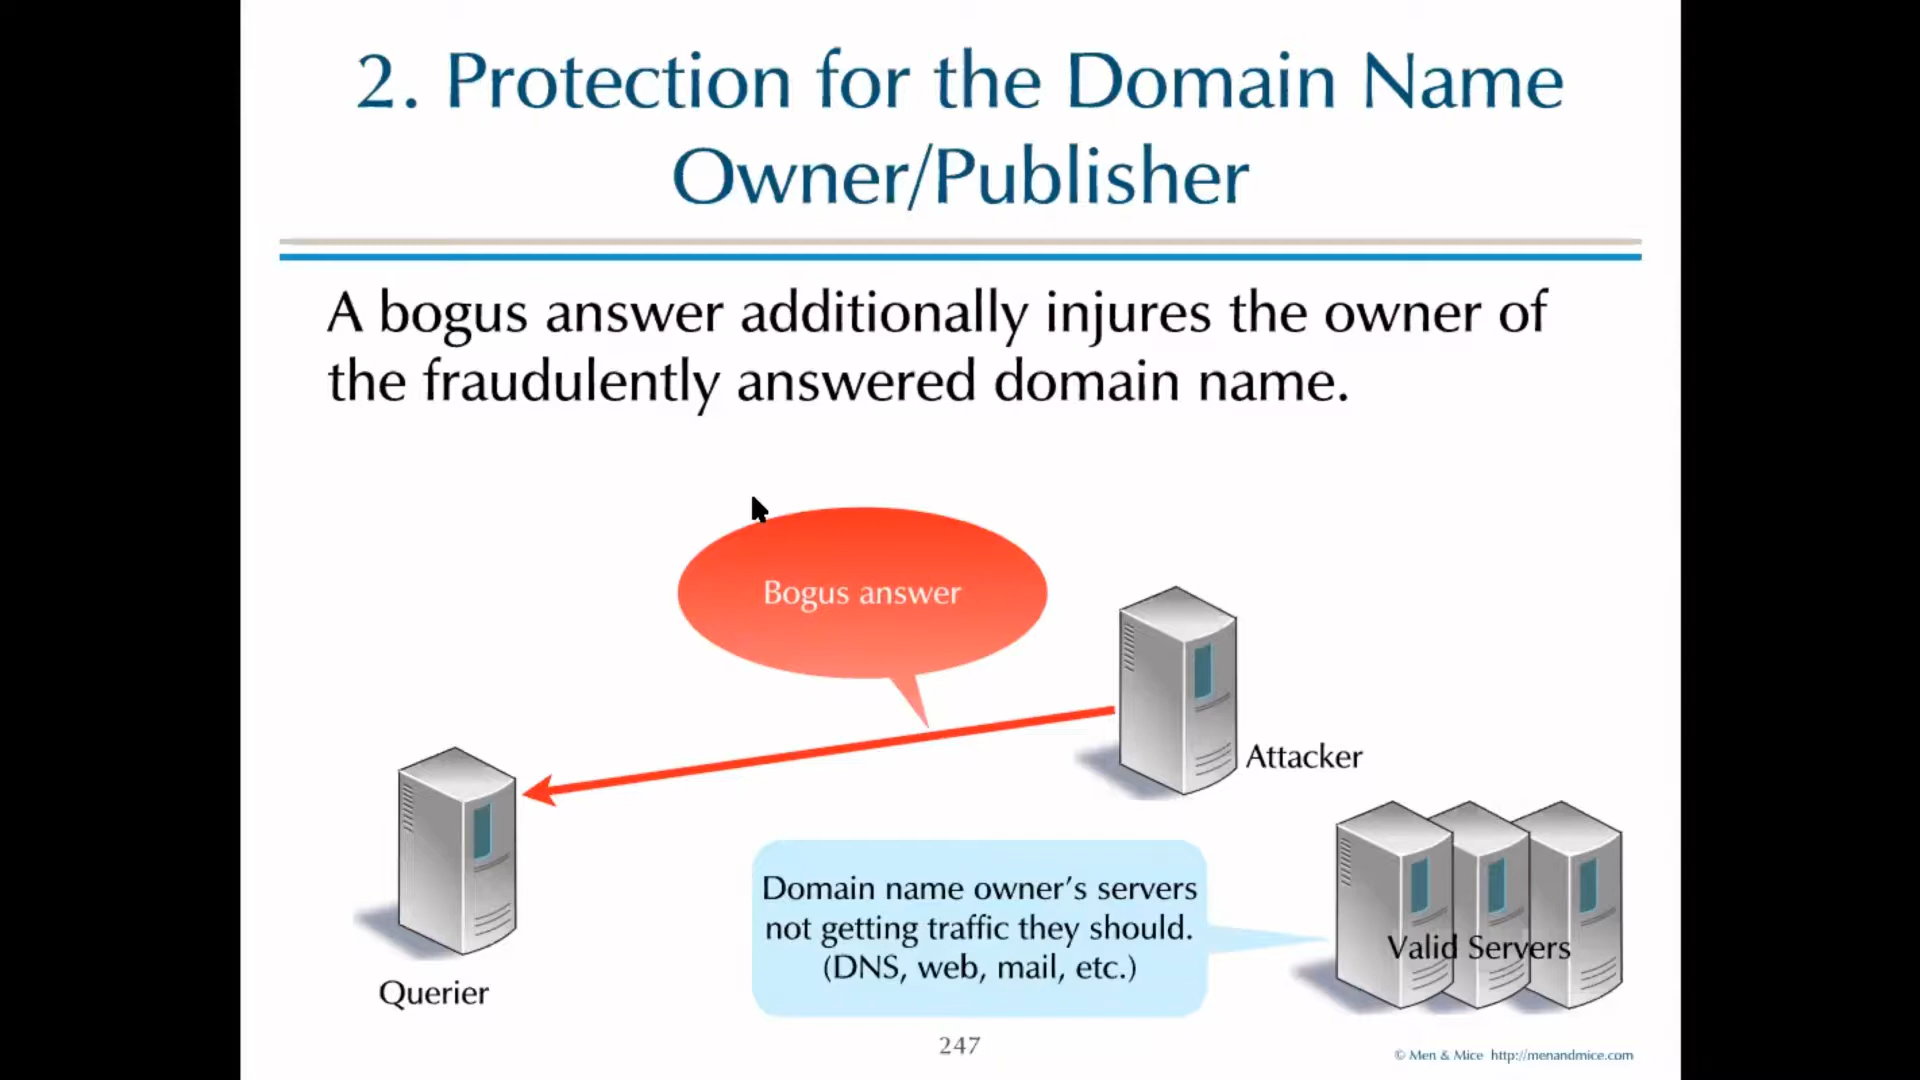 2. Protection for the Domain Name
Owner/Publisher
A bogus answer additionally injures the owner of
the fraudulently answered domain name.
Bogus answer
Attacker
Domain name owner’s servers
not getting traffic they should.
(DNS, web, mail, etc.)
Valid Servers
Querier
247
© Men & Mice http://menandmice.com